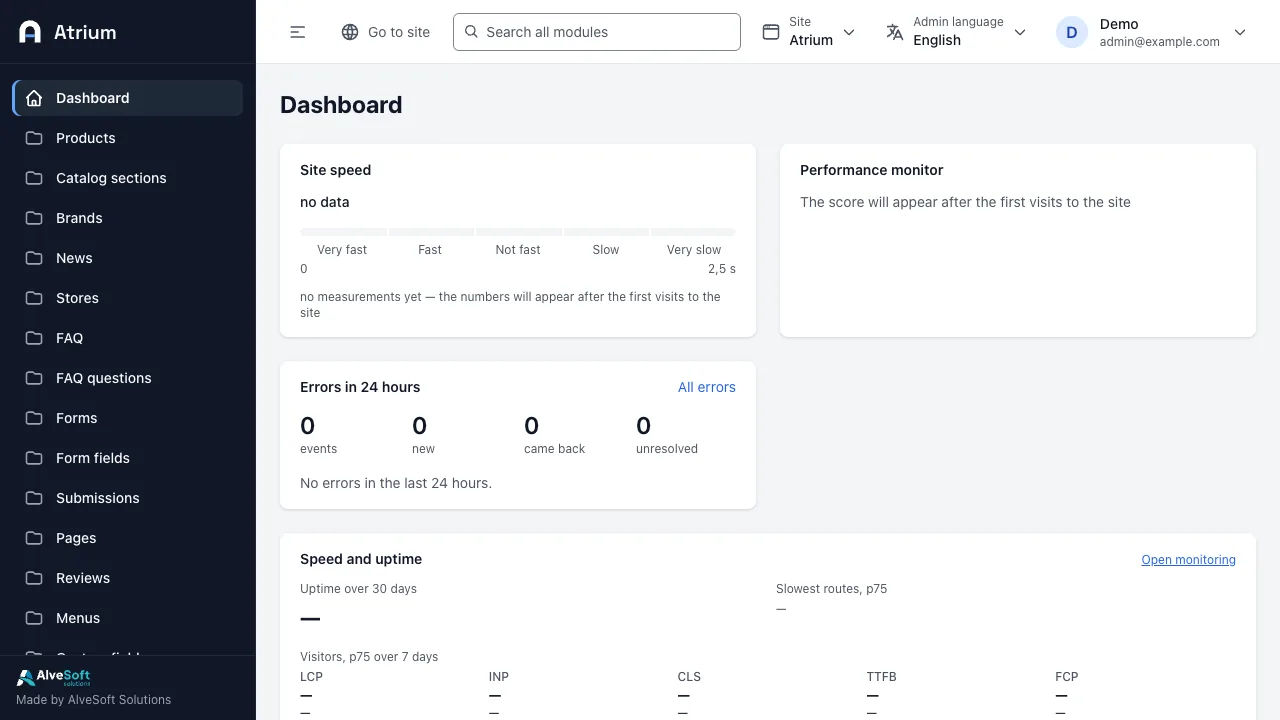 Atrium
Dashboard
Products
Catalog sections
Brands
News
Stores
FAQ
FAQ questions
Forms
Form fields
Submissions
Pages
Reviews
Menus
AlveSoft
solutions
Made by AlveSoft Solutions
Go to site
Search all modules
Site
Atrium
Admin language
English
D
Demo
admin@example.com
Dashboard
Site speed
no data
Very fast Fast Not fast Slow Very slow
0 2,5 s
no measurements yet — the numbers will appear after the first visits to the
site
Performance monitor
The score will appear after the first visits to the site
Errors in 24 hours All errors
0 0 0 0
events new came back unresolved
No errors in the last 24 hours.
Speed and uptime Open monitoring
Uptime over 30 days Slowest routes, p75
— —
Visitors, p75 over 7 days
LCP INP CLS TTFB FCP
— — — — —
— — — — —